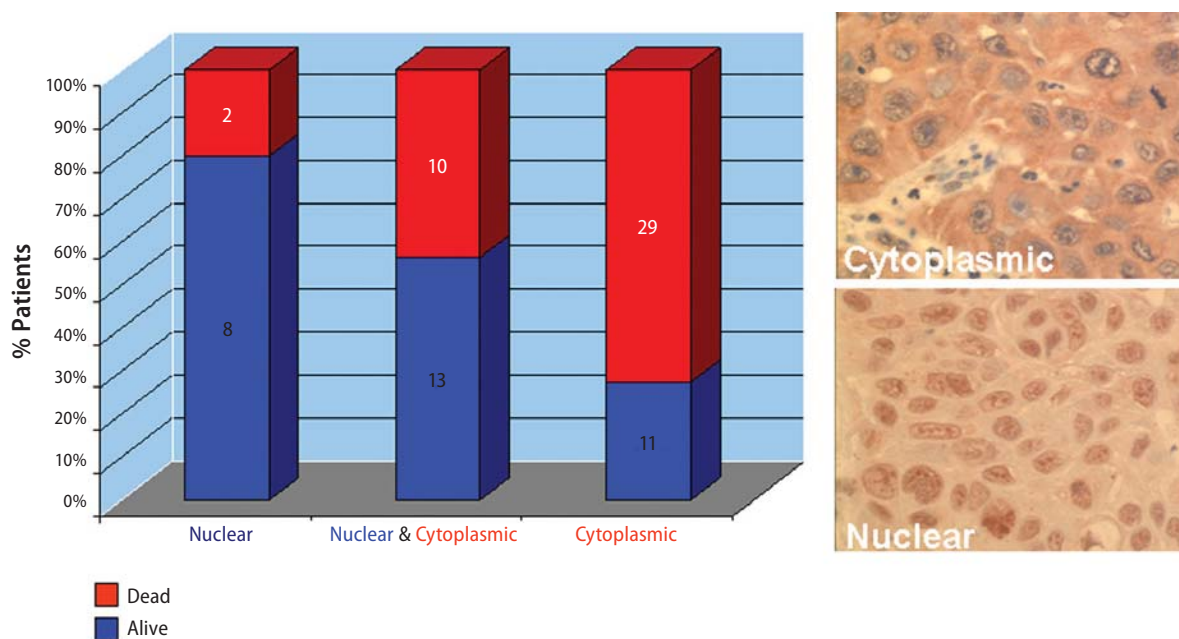 % Patients
100%
90%
80%
70%
60%
50%
40%
30%
20%
10%
0%
2
8
10
13
29
11
Nuclear
Nuclear & Cytoplasmic
Cytoplasmic
Dead
Alive
Cytoplasmic
Nuclear